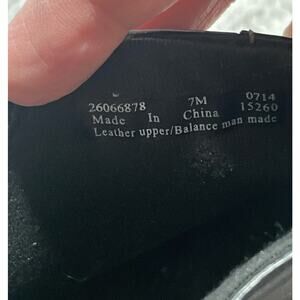 26066878 7M 0714
Made In China 15260
Leather upper/Balance man made